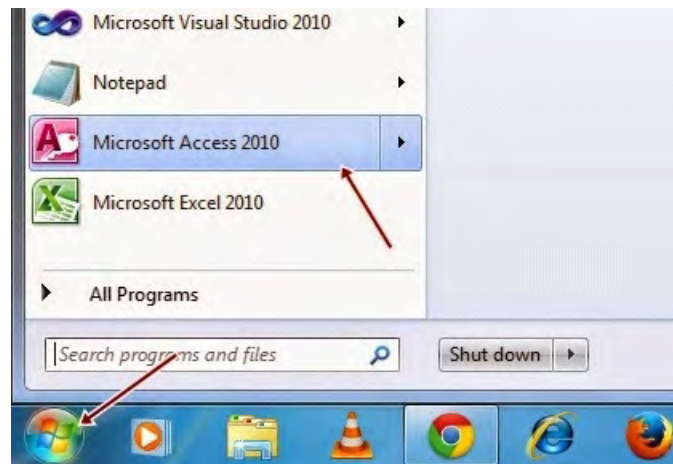 Microsoft Visual Studio 2010
Notepad
Microsoft Access 2010
Microsoft Excel 2010
All Programs
Search programs and files
Shut down